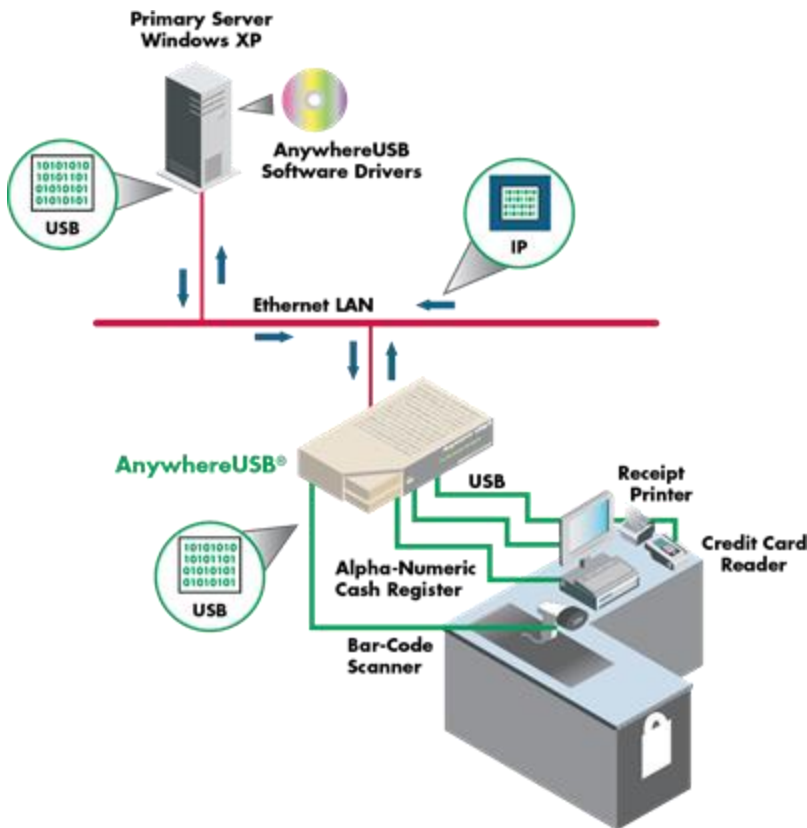 Primary Server
Windows XP
AnywhereUSB
Software Drivers
10101010
10101101
01010101
01010101
USB
IP
Ethernet LAN
AnywhereUSB®
USB
Receipt
Printer
Credit Card
Reader
10101010
10101101
01010101
01010101
USB
Alpha-Numeric
Cash Register
Bar-Code
Scanner